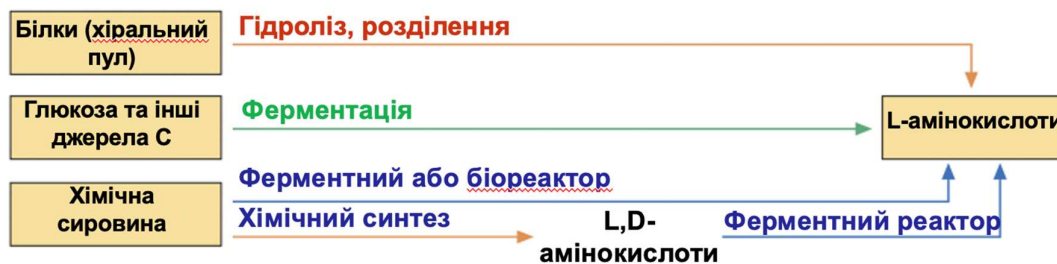 Білки (хіральний
пул)
Гідроліз, розділення
Глюкоза та інші
джерела С
Ферментація
L-амінокислоти
Хімічна
сировина
Ферментний або біореактор
Хімічний синтез
L,D-
амінокислоти
Ферментний реактор